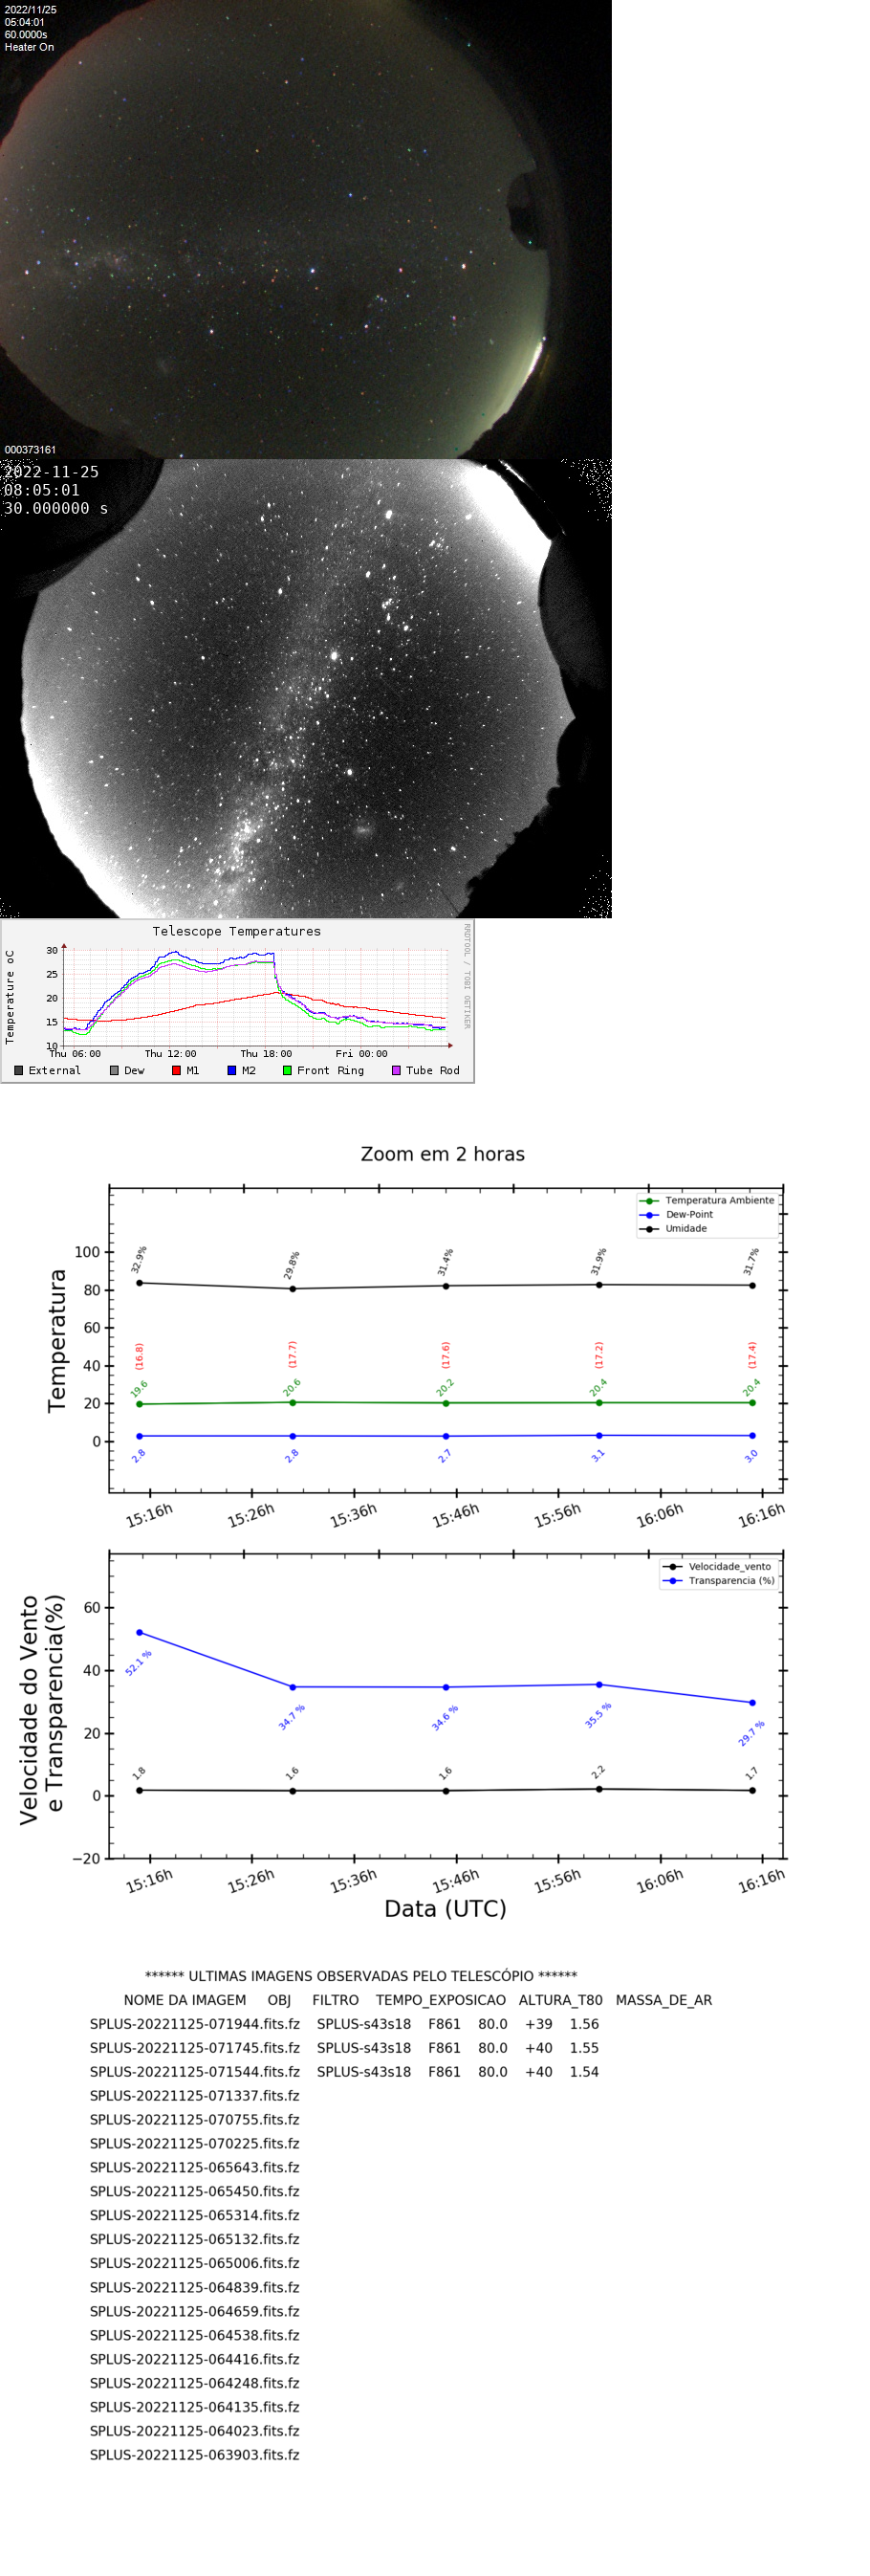 2022/11/25
05:04:01
60.0000s
Heater On
000373161
2022-11-25
08:05:01
30.000000 s
Telescope Temperatures
RRDTOOL / TOBI OETIKER
Temperature oC
30
25
20
15
10
Thu 06:00 Thu 12:00 Thu 18:00 Fri 00:00
External Dew M1 M2 Front Ring Tube Rod
Zoom em 2 horas
Temperatura Ambiente
Dew-Point
Umidade
Temperatura
100
80
60
40
20
0
32.9% 29.8% 31.4% 31.9% 31.7%
(16.8) (17.7) (17.6) (17.2) (17.4)
19.6 20.6 20.2 20.4 20.4
2.8 2.8 2.7 3.1 3.0
15:16h 15:26h 15:36h 15:46h 15:56h 16:06h 16:16h
Velocidade_vento
Transparencia (%)
Velocidade do Vento
e Transparencia(%)
60
40
20
0
−20
52.1 % 34.7 % 34.6 % 35.5 % 29.7 %
1.8 1.6 1.6 2.2 1.7
15:16h 15:26h 15:36h 15:46h 15:56h 16:06h 16:16h
Data (UTC)
****** ULTIMAS IMAGENS OBSERVADAS PELO TELESCÓPIO ******
NOME DA IMAGEM OBJ FILTRO TEMPO_EXPOSICAO ALTURA_T80 MASSA_DE_AR
SPLUS-20221125-071944.fits.fz SPLUS-s43s18 F861 80.0 +39 1.56
SPLUS-20221125-071745.fits.fz SPLUS-s43s18 F861 80.0 +40 1.55
SPLUS-20221125-071544.fits.fz SPLUS-s43s18 F861 80.0 +40 1.54
SPLUS-20221125-071337.fits.fz
SPLUS-20221125-070755.fits.fz
SPLUS-20221125-070225.fits.fz
SPLUS-20221125-065643.fits.fz
SPLUS-20221125-065450.fits.fz
SPLUS-20221125-065314.fits.fz
SPLUS-20221125-065132.fits.fz
SPLUS-20221125-065006.fits.fz
SPLUS-20221125-064839.fits.fz
SPLUS-20221125-064659.fits.fz
SPLUS-20221125-064538.fits.fz
SPLUS-20221125-064416.fits.fz
SPLUS-20221125-064248.fits.fz
SPLUS-20221125-064135.fits.fz
SPLUS-20221125-064023.fits.fz
SPLUS-20221125-063903.fits.fz